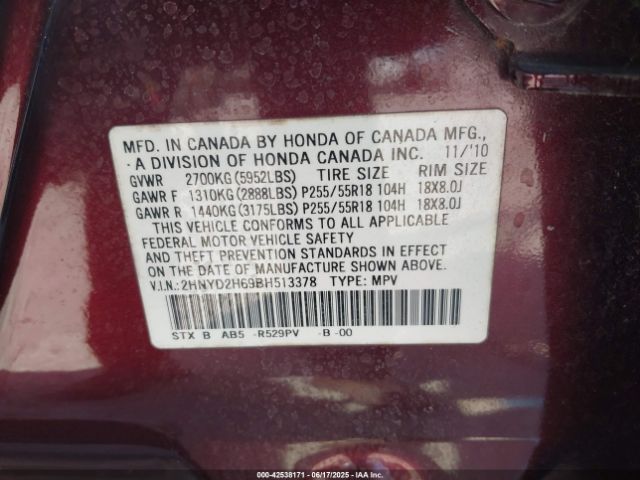 MFD. IN CANADA BY HONDA OF CANADA MFG.,
A DIVISION OF HONDA CANADA INC. 11/'10
GVWR 2700KG(5952LBS) TIRE SIZE RIM SIZE
GAWR F 1310KG(2888LBS) P255/55R18 104H 18X8.0J
GAWR R 1440KG(3175LBS) P255/55R18 104H 18X8.0J
THIS VEHICLE CONFORMS TO ALL APPLICABLE
FEDERAL MOTOR VEHICLE SAFETY
AND THEFT PREVENTION STANDARDS IN EFFECT
ON THE DATE OF MANUFACTURE SHOWN ABOVE.
V.I.N.:2HNYD2H69BH513378 TYPE: MPV
STX B AB5 -R529PV -B -00
000-42538171 - 06/17/2025 - IAAI.COM